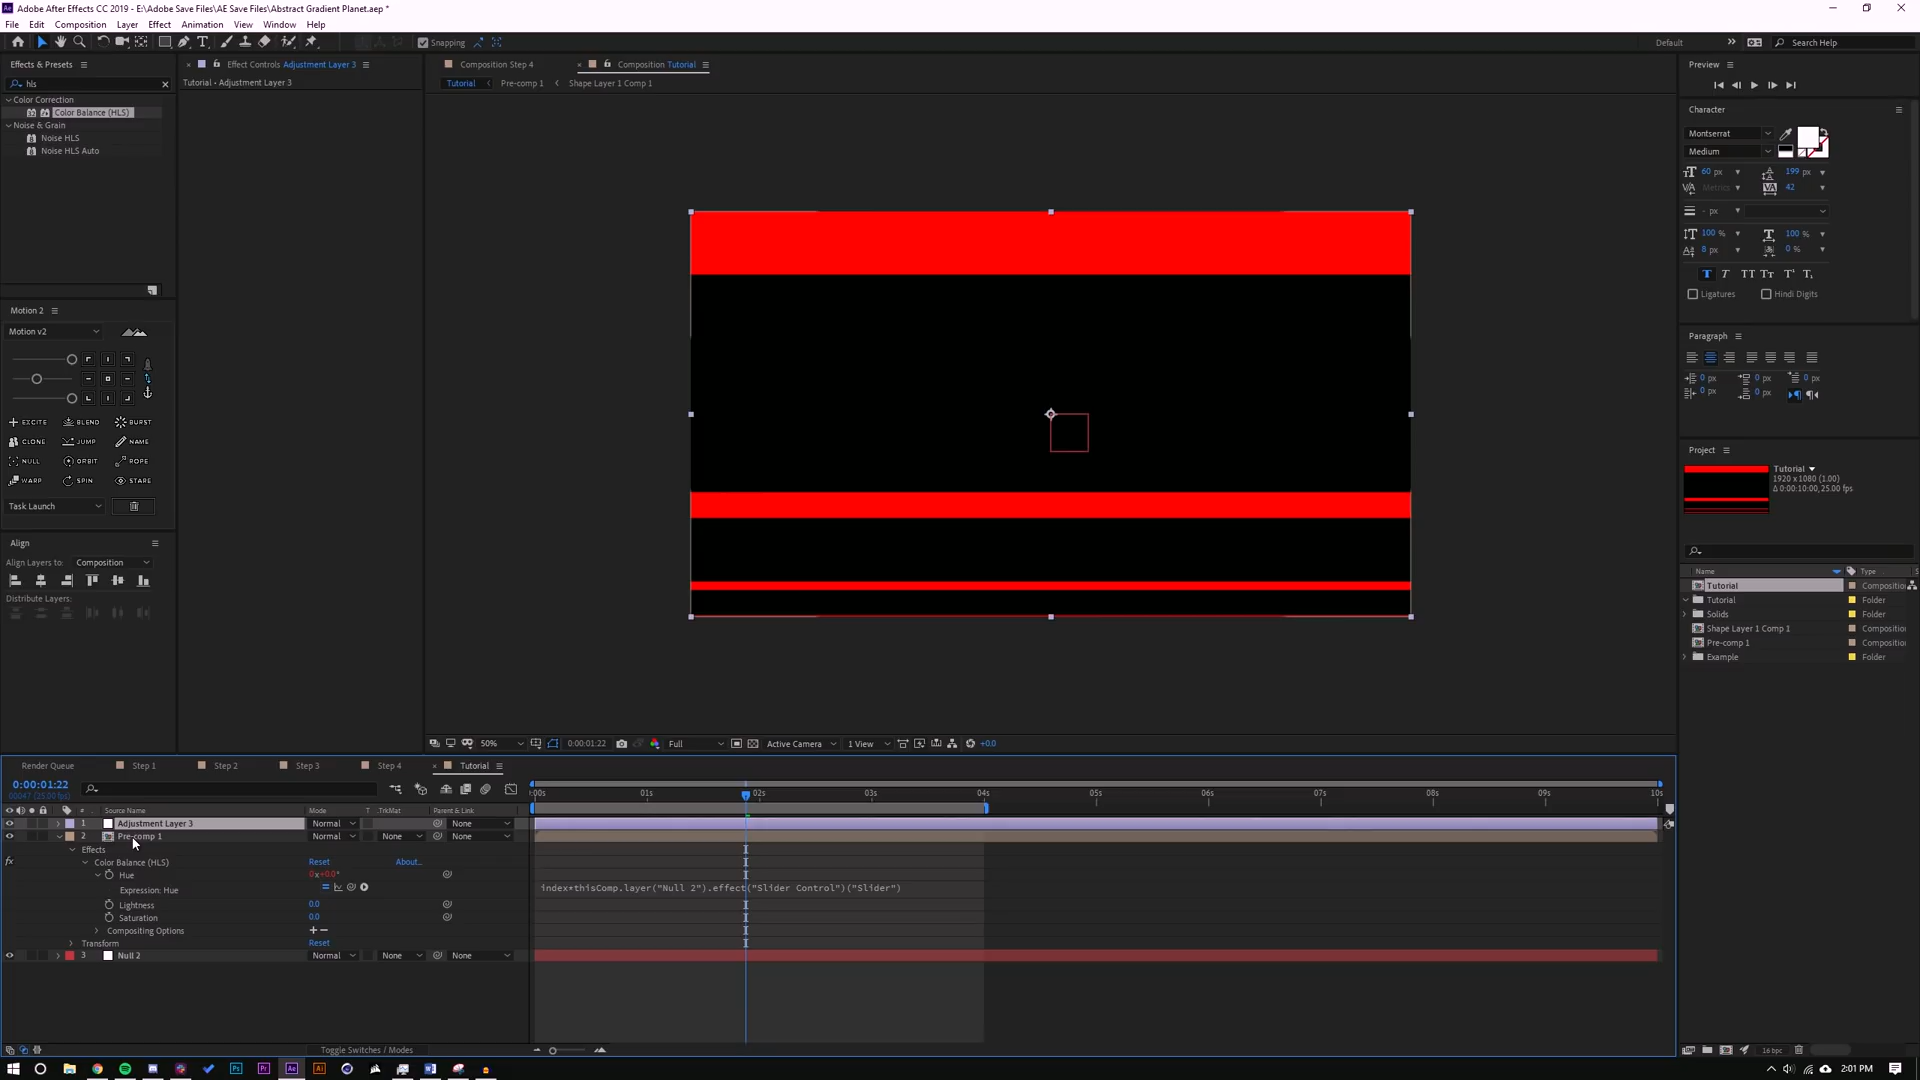 Adobe After Effects CC 2019 - E:\Adobe Save Files\AE Save Files\Abstract Gradient Planet.aep *
File Edit Composition Layer Effect Animation View Window Help
Snapping
Default
Search Help
Effects & Presets
hls
Color Correction
Color Balance (HLS)
Noise & Grain
Noise HLS
Noise HLS Auto
Effect Controls Adjustment Layer 3
Tutorial • Adjustment Layer 3
Composition Step 4
Composition Tutorial
Tutorial
Pre-comp 1
Shape Layer 1 Comp 1
Preview
Character
Montserrat
Medium
60 px
199 px
Metrics
42
- px
100 %
100 %
8 px
0 %
Ligatures
Hindi Digits
Paragraph
0 px
0 px
0 px
0 px
0 px
Project
Tutorial
1920 x 1080 (1.00)
Δ 0:00:10:00, 25.00 fps
Name
Type
Tutorial
Compositio
Tutorial
Folder
Solids
Folder
Shape Layer 1 Comp 1
Compositio
Pre-comp 1
Compositio
Example
Folder
16 bpc
Motion 2
Motion v2
EXCITE
BLEND
BURST
CLONE
JUMP
NAME
NULL
ORBIT
ROPE
WARP
SPIN
STARE
Task Launch
Align
Align Layers to:
Composition
Distribute Layers:
50%
0:00:01:22
Full
Active Camera
1 View
+0.0
Render Queue
Step 1
Step 2
Step 3
Step 4
Tutorial
0:00:01:22
00047 (25.00 fps)
:00s
01s
02s
03s
04s
05s
06s
07s
08s
09s
10s
#
Source Name
Mode
T
.TrkMat
Parent & Link
1
Adjustment Layer 3
Normal
None
2
Pre-comp 1
Normal
None
None
Effects
Color Balance (HLS)
Reset
About...
Hue
0x+0.0°
Expression: Hue
index*thisComp.layer("Null 2").effect("Slider Control")("Slider")
Lightness
0.0
Saturation
0.0
Compositing Options
Transform
Reset
3
Null 2
Normal
None
None
Toggle Switches / Modes
2:01 PM